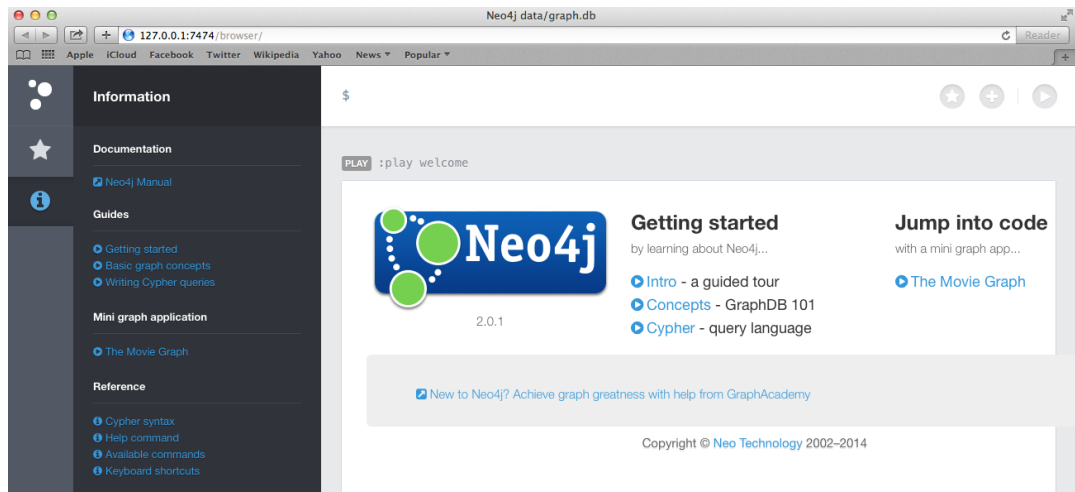 Neo4j data/graph.db
127.0.0.1:7474/browser/
Reader
Apple iCloud Facebook Twitter Wikipedia Yahoo News Popular
Information
Documentation
Neo4j Manual
Guides
Getting started
Basic graph concepts
Writing Cypher queries
Mini graph application
The Movie Graph
Reference
Cypher syntax
Help command
Available commands
Keyboard shortcuts
$
PLAY :play welcome
Neo4j
2.0.1
Getting started
by learning about Neo4j...
Intro - a guided tour
Concepts - GraphDB 101
Cypher - query language
Jump into code
with a mini graph app...
The Movie Graph
New to Neo4j? Achieve graph greatness with help from GraphAcademy
Copyright © Neo Technology 2002–2014